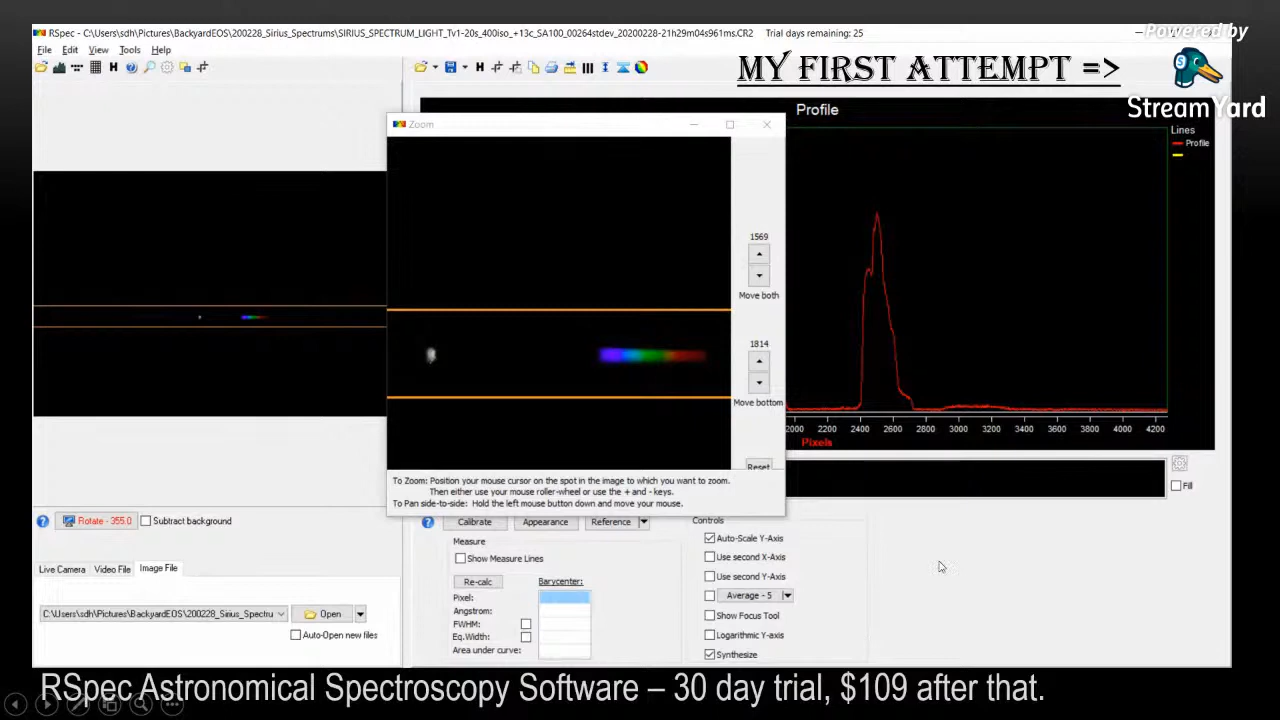 RSpec - C:\Users\sdh\Pictures\BackyardEOS\200228_Sirius_Spectrums\SIRIUS_SPECTRUM_LIGHT_Tv1-20s_400iso_+13c_SA100_00264stdev_20200228-21h29m04s961ms.CR2 Trial days remaining: 25
Powered by
StreamYard
File Edit View Tools Help
MY FIRST ATTEMPT =>
Zoom
Profile
Lines
Profile
1569
Move both
1814
Move bottom
Reset
2000 2200 2400 2600 2800 3000 3200 3400 3600 3800 4000 4200
Pixels
To Zoom: Position your mouse cursor on the spot in the image to which you want to zoom.
Then either use your mouse roller-wheel or use the + and - keys.
To Pan side-to-side: Hold the left mouse button down and move your mouse.
Fill
Rotate - 355.0 Subtract background
Calibrate Appearance Reference
Controls
Measure
Show Measure Lines
Re-calc Barycenter:
Pixel:
Angstrom:
FWHM:
Eq.Width:
Area under curve:
Auto-Scale Y-Axis
Use second X-Axis
Use second Y-Axis
Average - 5
Show Focus Tool
Logarithmic Y-axis
Synthesize
Live Camera Video File Image File
C:\Users\sdh\Pictures\BackyardEOS\200228_Sirius_Spectru Open
Auto-Open new files
RSpec Astronomical Spectroscopy Software – 30 day trial, $109 after that.